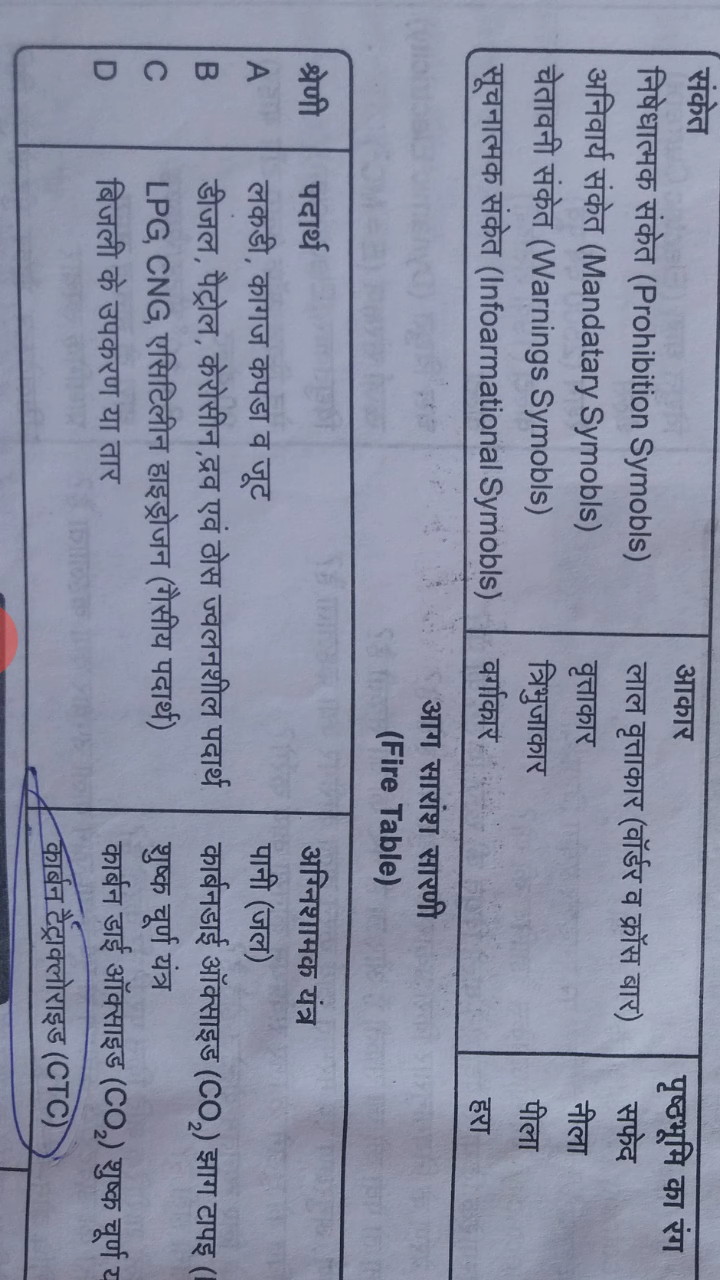 संकेत आकार पृष्ठभूमि का रंग
निषेधात्मक संकेत (Prohibition Symobls) लाल वृत्ताकार (बॉर्डर व क्रॉस बार) सफेद
अनिवार्य संकेत (Mandatary Symobls) वृत्ताकार नीला
चेतावनी संकेत (Warnings Symobls) त्रिभुजाकार पीला
सूचनात्मक संकेत (Infoarmational Symobls) वर्गाकार हरा
आग सारांश सारणी
(Fire Table)
श्रेणी पदार्थ अग्निशामक यंत्र
A लकडी, कागज कपडा व जूट पानी (जल)
B डीजल, पैट्रोल, केरोसीन,द्रव एवं ठोस ज्वलनशील पदार्थ कार्बनडाई ऑक्साइड (CO₂) झाग टापइ
C LPG, CNG, एसिटिलीन हाइड्रोजन (गैसीय पदार्थ) शुष्क चूर्ण यंत्र
D बिजली के उपकरण या तार कार्बन डाई ऑक्साइड (CO₂) शुष्क चूर्ण
कार्बन टैट्राक्लोराइड (CTC)